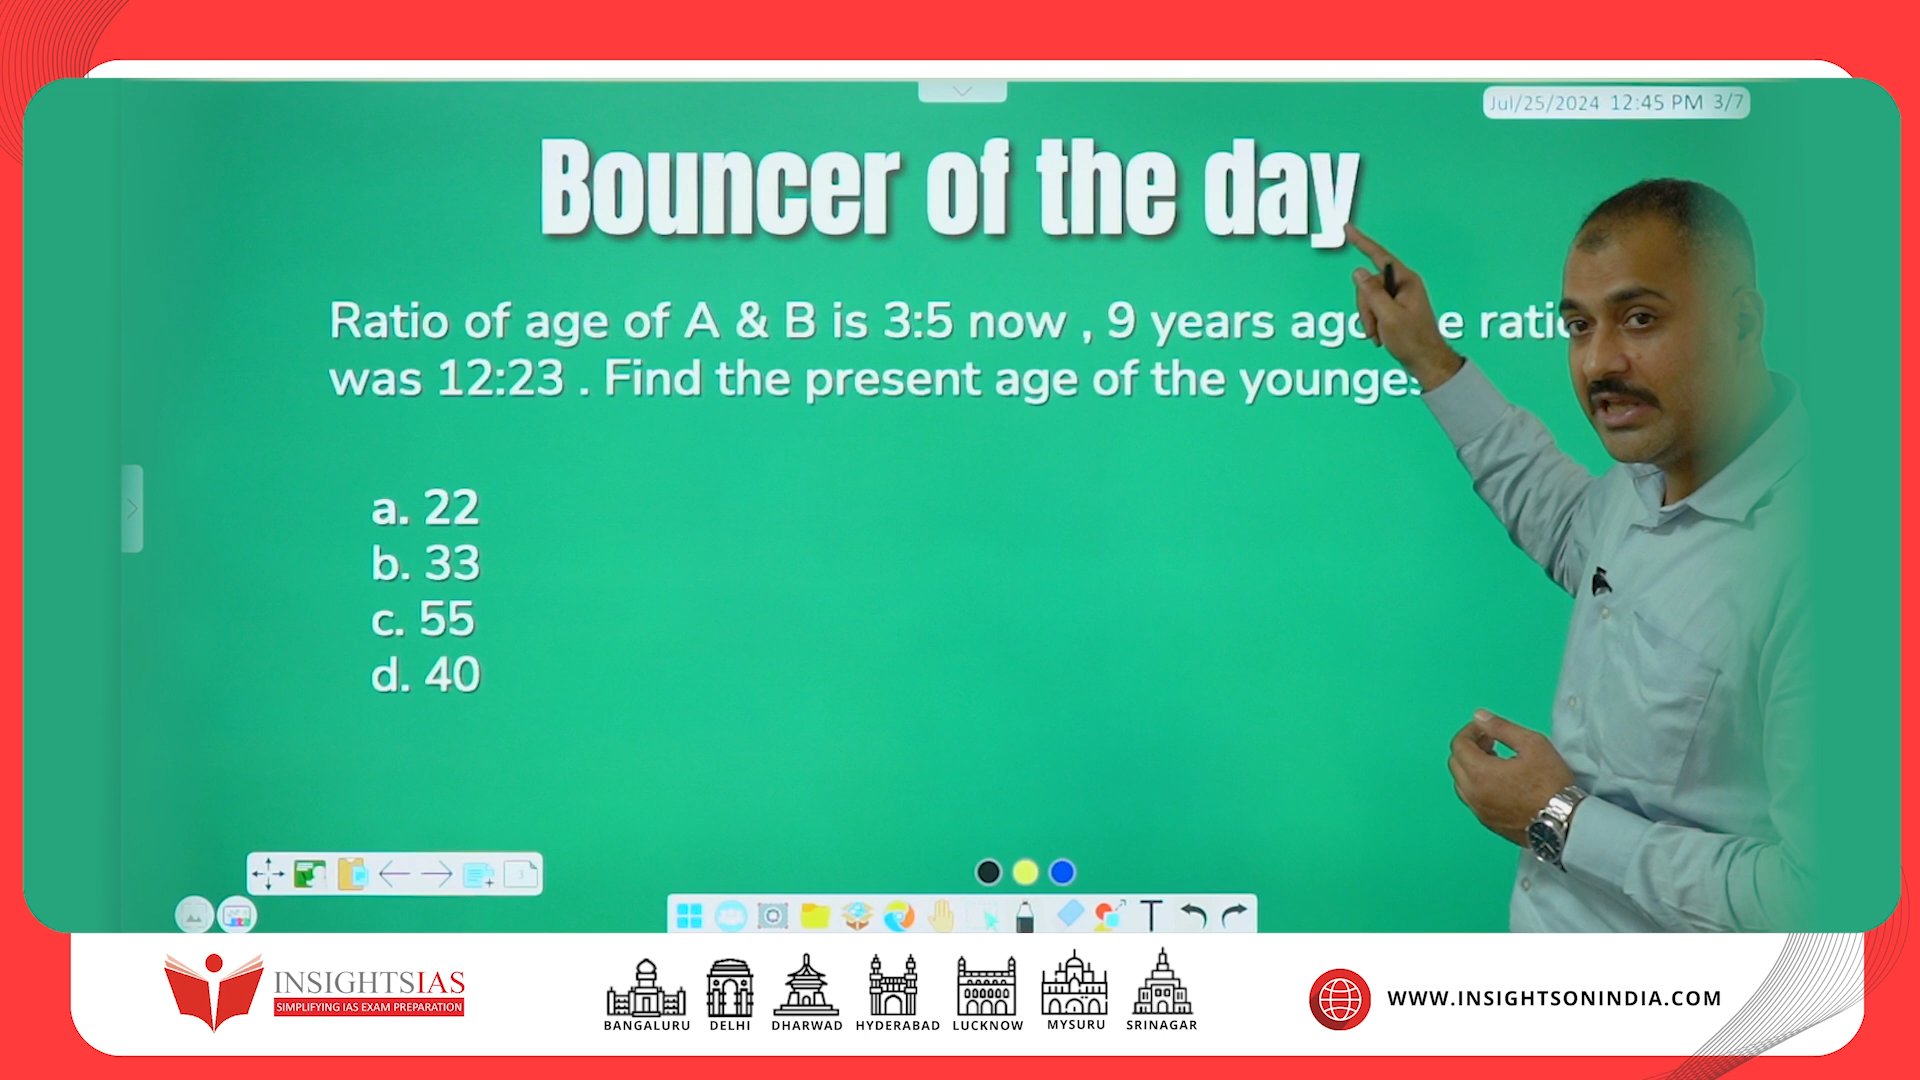 Jul/25/2024 12:45 PM 3/7
Bouncer of the day
Ratio of age of A & B is 3:5 now , 9 years ago
was 12:23 . Find the present age of the
a. 22
b. 33
c. 55
d. 40
INSIGHTSIAS
SIMPLIFYING IAS EXAM PREPARATION
BANGALURU DELHI DHARWAD HYDERABAD LUCKNOW MYSURU SRINAGAR
WWW.INSIGHTSONINDIA.COM